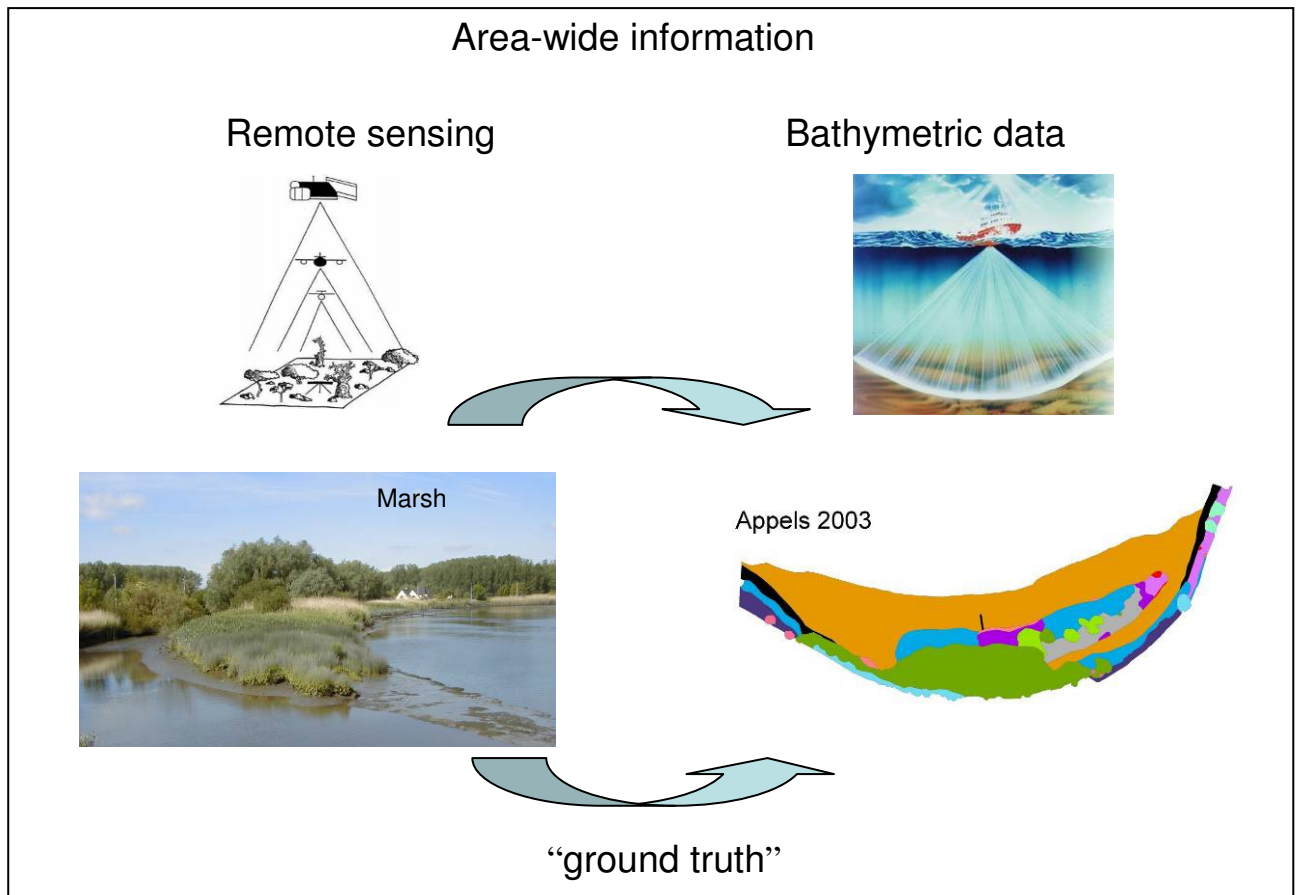 Area-wide information
Remote sensing
Bathymetric data
Marsh
Appels 2003
“ground truth”